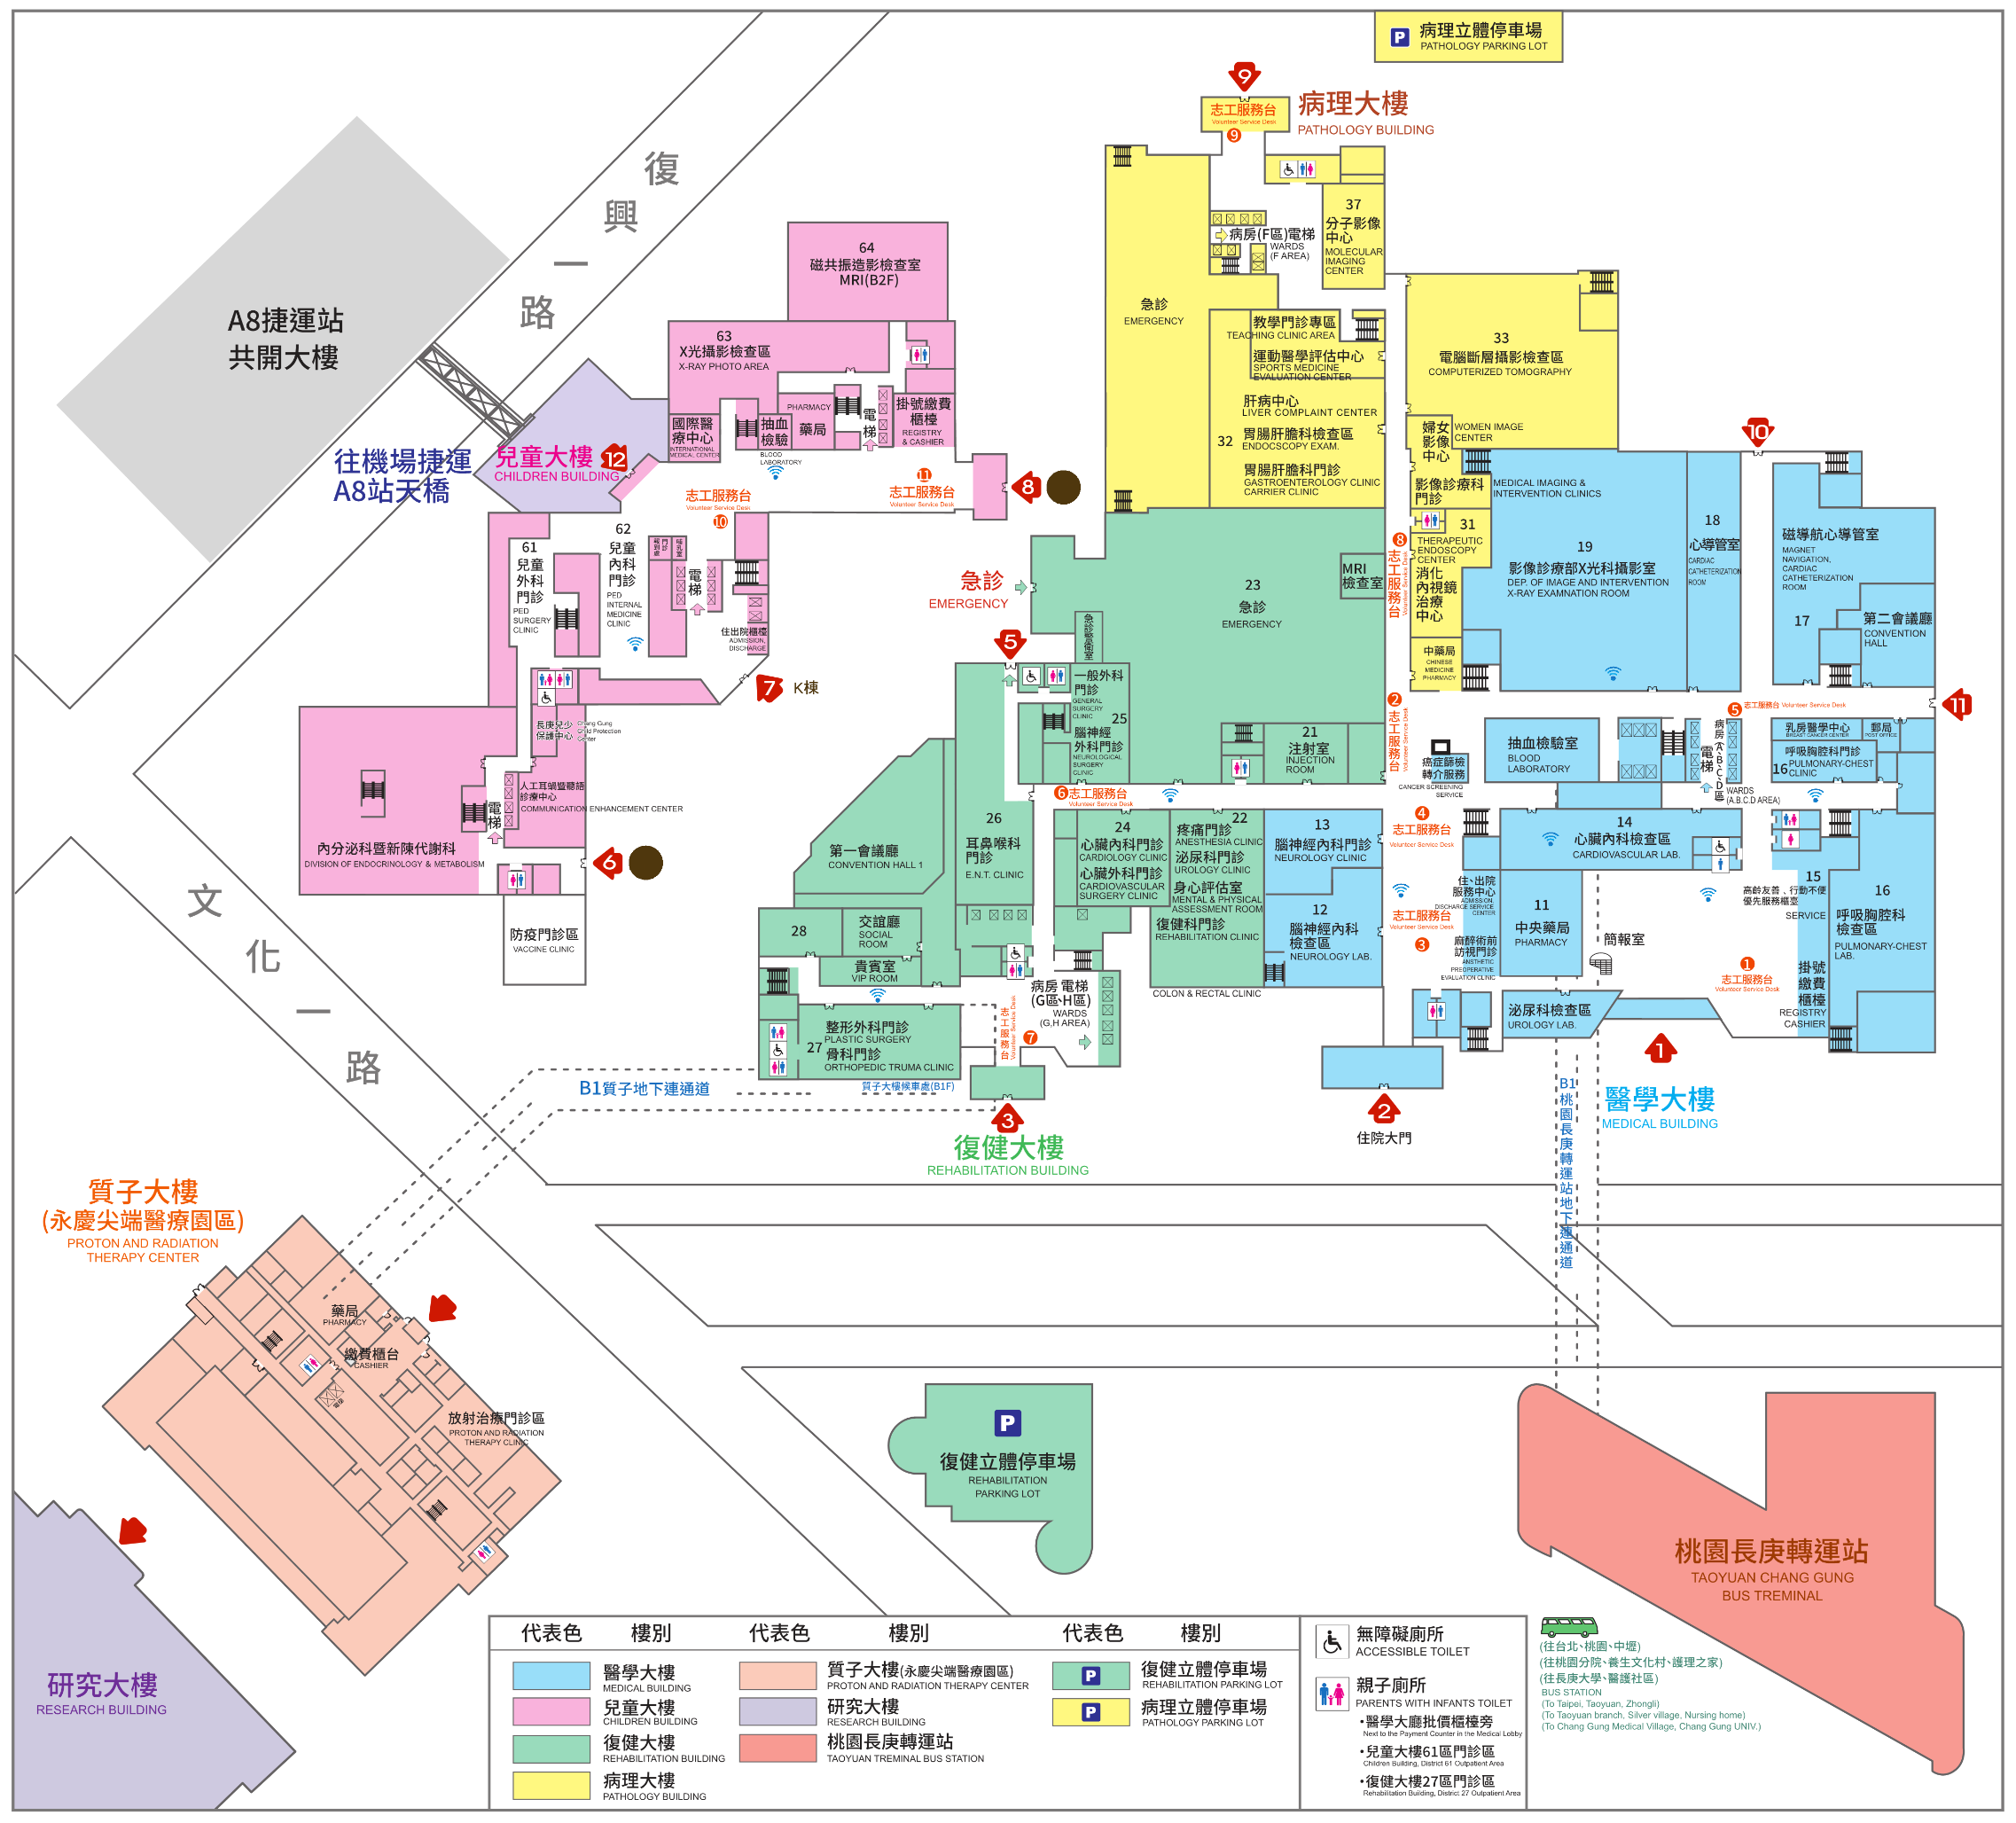 病理立體停車場
PATHOLOGY PARKING LOT
9
志工服務台
Volunteer Service Desk
9
病理大樓
PATHOLOGY BUILDING
復興一路
37
分子影像
中心
MOLECULAR
IMAGING
CENTER
病房(F區)電梯
WARDS
(F AREA)
64
磁共振造影檢查室
MRI(B2F)
急診
EMERGENCY
A8捷運站
共開大樓
63
X光攝影檢查區
X-RAY PHOTO AREA
教學門診專區
TEACHING CLINIC AREA
運動醫學評估中心
SPORTS MEDICINE
EVALUATION CENTER
33
電腦斷層攝影檢查區
COMPUTERIZED TOMOGRAPHY
肝病中心
LIVER COMPLAINT CENTER
32
胃腸肝膽科檢查區
ENDOCSCOPY EXAM.
胃腸肝膽科門診
GASTROENTEROLOGY CLINIC
CARRIER CLINIC
國際醫
療中心
INTERNATIONAL
MEDICAL CENTER
抽血
檢驗
BLOOD
LABORATORY
PHARMACY
藥局
電梯
掛號繳費
櫃檯
REGISTRY
& CASHIER
婦女
影像
中心
WOMEN IMAGE
CENTER
10
往機場捷運
A8站天橋
兒童大樓
CHILDREN BUILDING
12
志工服務台
Volunteer Service Desk
10
11
志工服務台
Volunteer Service Desk
8
影像診療科
門診
MEDICAL IMAGING &
INTERVENTION CLINICS
31
THERAPEUTIC
ENDOSCOPY
CENTER
消化
內視鏡
治療
中心
8
志工服務台
Volunteer Service Desk
中藥局
CHINESE
MEDICINE
PHARMACY
19
影像診療部X光科攝影室
DEP. OF IMAGE AND INTERVENTION
X-RAY EXAMNATION ROOM
18
心導管室
CARDIAC
CATHETERIZATION
ROOM
磁導航心導管室
MAGNET
NAVIGATION,
CARDIAC
CATHETERIZATION
ROOM
17
第二會議廳
CONVENTION
HALL
61
兒童
外科
門診
PED
SURGERY
CLINIC
62
兒童
內科
門診
PED
INTERNAL
MEDICINE
CLINIC
門診
報到處
哺乳室
電梯
住出院櫃檯
ADMISSION,
DISCHARGE
7
K棟
急診
EMERGENCY
23
急診
EMERGENCY
MRI
檢查室
急診警衛室
5
一般外科
門診
GENERAL
SURGERY
CLINIC
25
腦神經
外科門診
NEUROLOGICAL
SURGERY
CLINIC
21
注射室
INJECTION
ROOM
2
志工服務台
Volunteer Service Desk
癌症篩檢
轉介服務
CANCER SCREENING
SERVICE
抽血檢驗室
BLOOD
LABORATORY
電梯
病房(A、B、C、D區)
WARDS
(A.B.C.D AREA)
5
志工服務台 Volunteer Service Desk
11
乳房醫學中心
BREAST CANCER CENTER
郵局
POST OFFICE
呼吸胸腔科門診
16
PULMONARY-CHEST
CLINIC
長庚兒少
保護中心
Chang Gung
Child Protection
Center
人工耳蝸暨聽語
診療中心
COMMUNICATION ENHANCEMENT CENTER
電梯
內分泌科暨新陳代謝科
DIVISION OF ENDOCRINOLOGY & METABOLISM
6
防疫門診區
VACCINE CLINIC
6
志工服務台
Volunteer Service Desk
第一會議廳
CONVENTION HALL 1
26
耳鼻喉科
門診
E.N.T. CLINIC
24
心臟內科門診
CARDIOLOGY CLINIC
心臟外科門診
CARDIOVASCULAR
SURGERY CLINIC
22
疼痛門診
ANESTHESIA CLINIC
泌尿科門診
UROLOGY CLINIC
身心評估室
MENTAL & PHYSICAL
ASSESSMENT ROOM
復健科門診
REHABILITATION CLINIC
COLON & RECTAL CLINIC
13
腦神經內科門診
NEUROLOGY CLINIC
12
腦神經內科
檢查區
NEUROLOGY LAB.
4
志工服務台
Volunteer Service Desk
志工服務台
Volunteer Service Desk
3
住、出院
服務中心
ADMISSION,
DISCHARGE SERVICE
CENTER
麻醉術前
訪視門診
ANSTHETIC
PREOPERATIVE
EVALUATION CLINIC
14
心臟內科檢查區
CARDIOVASCULAR LAB.
11
中央藥局
PHARMACY
簡報室
高齡友善、行動不便
優先服務櫃臺
SERVICE
15
16
呼吸胸腔科
檢查區
PULMONARY-CHEST
LAB.
1
志工服務台
Volunteer Service Desk
掛號
繳費
櫃檯
REGISTRY
CASHIER
泌尿科檢查區
UROLOGY LAB.
28
交誼廳
SOCIAL
ROOM
貴賓室
VIP ROOM
27
整形外科門診
PLASTIC SURGERY
骨科門診
ORTHOPEDIC TRUMA CLINIC
病房 電梯
(G區、H區)
WARDS
(G,H AREA)
7
志工服務台
Volunteer Service Desk
B1質子地下連通道
質子大樓候車處(B1F)
3
復健大樓
REHABILITATION BUILDING
2
住院大門
1
醫學大樓
MEDICAL BUILDING
B1桃園長庚轉運站地下連通道
文化一路
質子大樓
(永慶尖端醫療園區)
PROTON AND RADIATION
THERAPY CENTER
藥局
PHARMACY
繳費櫃台
CASHIER
電梯
放射治療門診區
PROTON AND RADIATION
THERAPY CLINIC
研究大樓
RESEARCH BUILDING
復健立體停車場
REHABILITATION
PARKING LOT
桃園長庚轉運站
TAOYUAN CHANG GUNG
BUS TREMINAL
代表色 樓別 代表色 樓別 代表色 樓別
醫學大樓
MEDICAL BUILDING
兒童大樓
CHILDREN BUILDING
復健大樓
REHABILITATION BUILDING
病理大樓
PATHOLOGY BUILDING
質子大樓(永慶尖端醫療園區)
PROTON AND RADIATION THERAPY CENTER
研究大樓
RESEARCH BUILDING
桃園長庚轉運站
TAOYUAN TREMINAL BUS STATION
復健立體停車場
REHABILITATION PARKING LOT
病理立體停車場
PATHOLOGY PARKING LOT
無障礙廁所
ACCESSIBLE TOILET
親子廁所
PARENTS WITH INFANTS TOILET
・醫學大廳批價櫃檯旁
Next to the Payment Counter in the Medical Lobby
・兒童大樓61區門診區
Children Building, District 61 Outpatient Area
・復健大樓27區門診區
Rehabilitation Building, District 27 Outpatient Area
(往台北、桃園、中壢)
(往桃園分院、養生文化村、護理之家)
(往長庚大學、醫護社區)
BUS STATION
(To Taipei, Taoyuan, Zhongli)
(To Taoyuan branch, Silver village, Nursing home)
(To Chang Gung Medical Village, Chang Gung UNIV.)